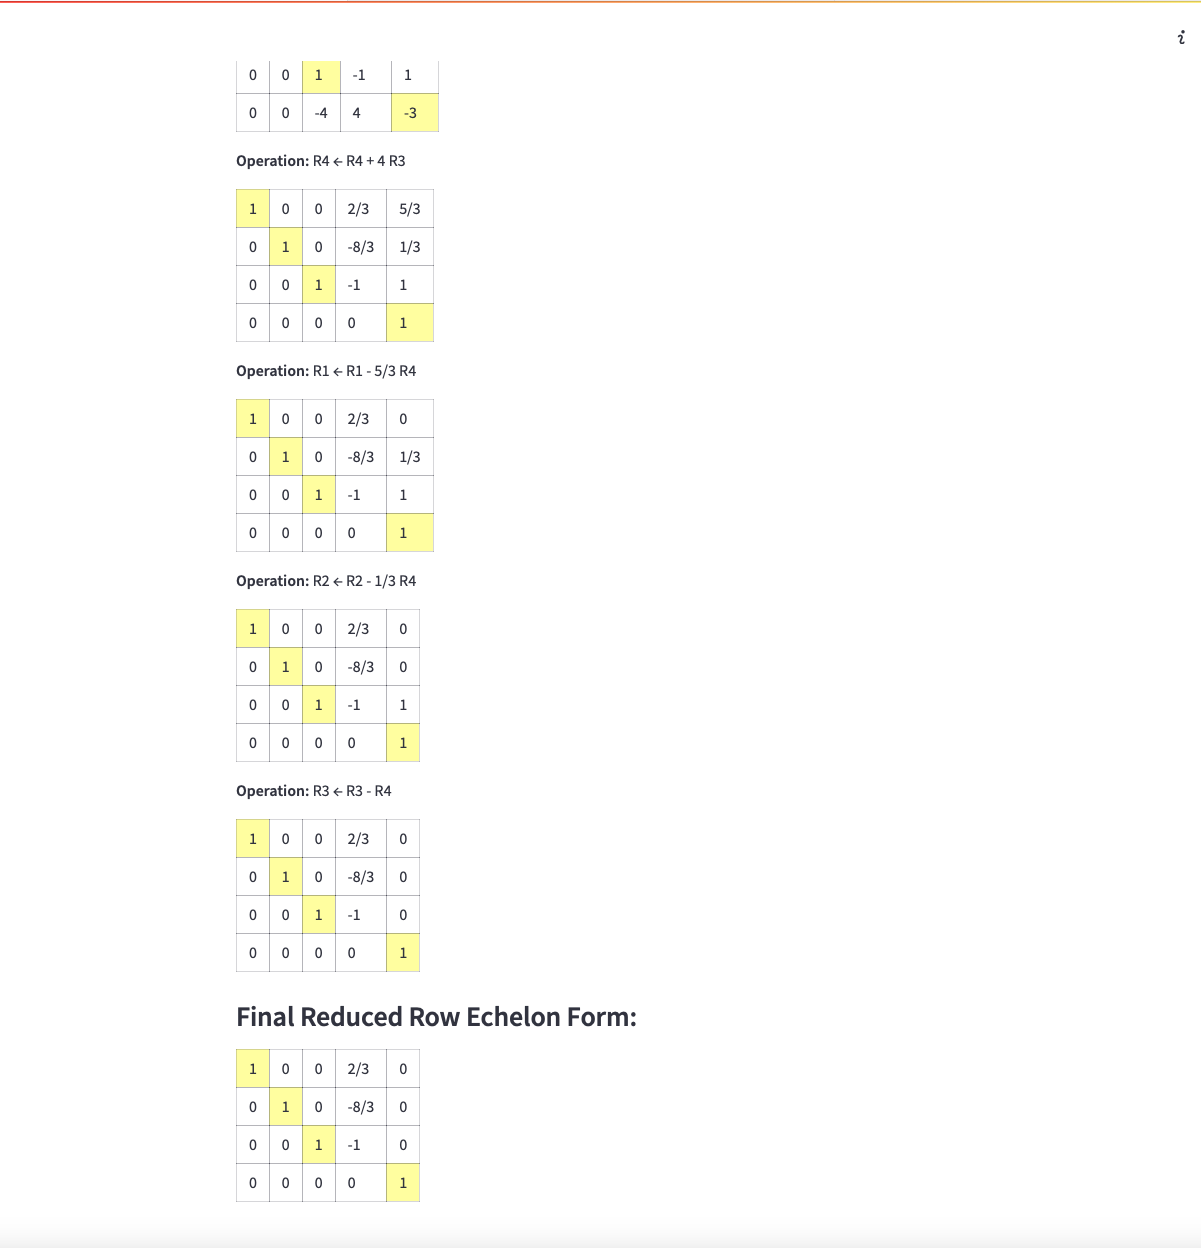 i
0 0 1 -1 1
0 0 -4 4 -3
Operation: R4 ← R4 + 4 R3
1 0 0 2/3 5/3
0 1 0 -8/3 1/3
0 0 1 -1 1
0 0 0 0 1
Operation: R1 ← R1 - 5/3 R4
1 0 0 2/3 0
0 1 0 -8/3 1/3
0 0 1 -1 1
0 0 0 0 1
Operation: R2 ← R2 - 1/3 R4
1 0 0 2/3 0
0 1 0 -8/3 0
0 0 1 -1 1
0 0 0 0 1
Operation: R3 ← R3 - R4
1 0 0 2/3 0
0 1 0 -8/3 0
0 0 1 -1 0
0 0 0 0 1
Final Reduced Row Echelon Form:
1 0 0 2/3 0
0 1 0 -8/3 0
0 0 1 -1 0
0 0 0 0 1